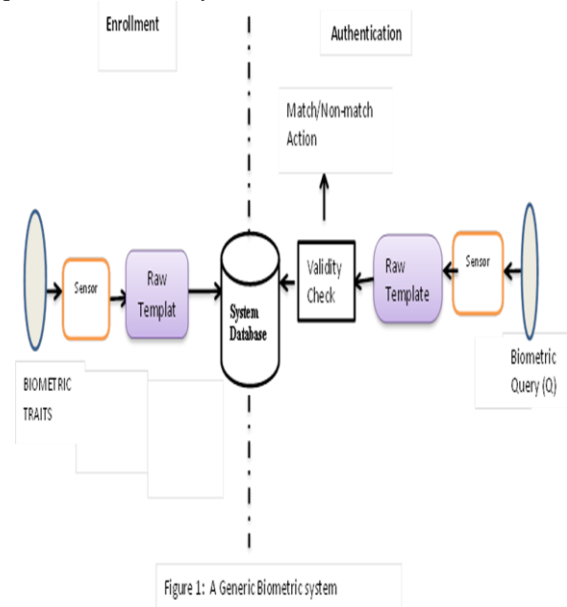 Enrollment
Authentication
Match/Non-match
Action
Sensor
Raw
Templat
System
Database
Validity
Check
Raw
Template
Sensor
BIOMETRIC
TRAITS
Biometric
Query (Q)
Figure 1: A Generic Biometric system